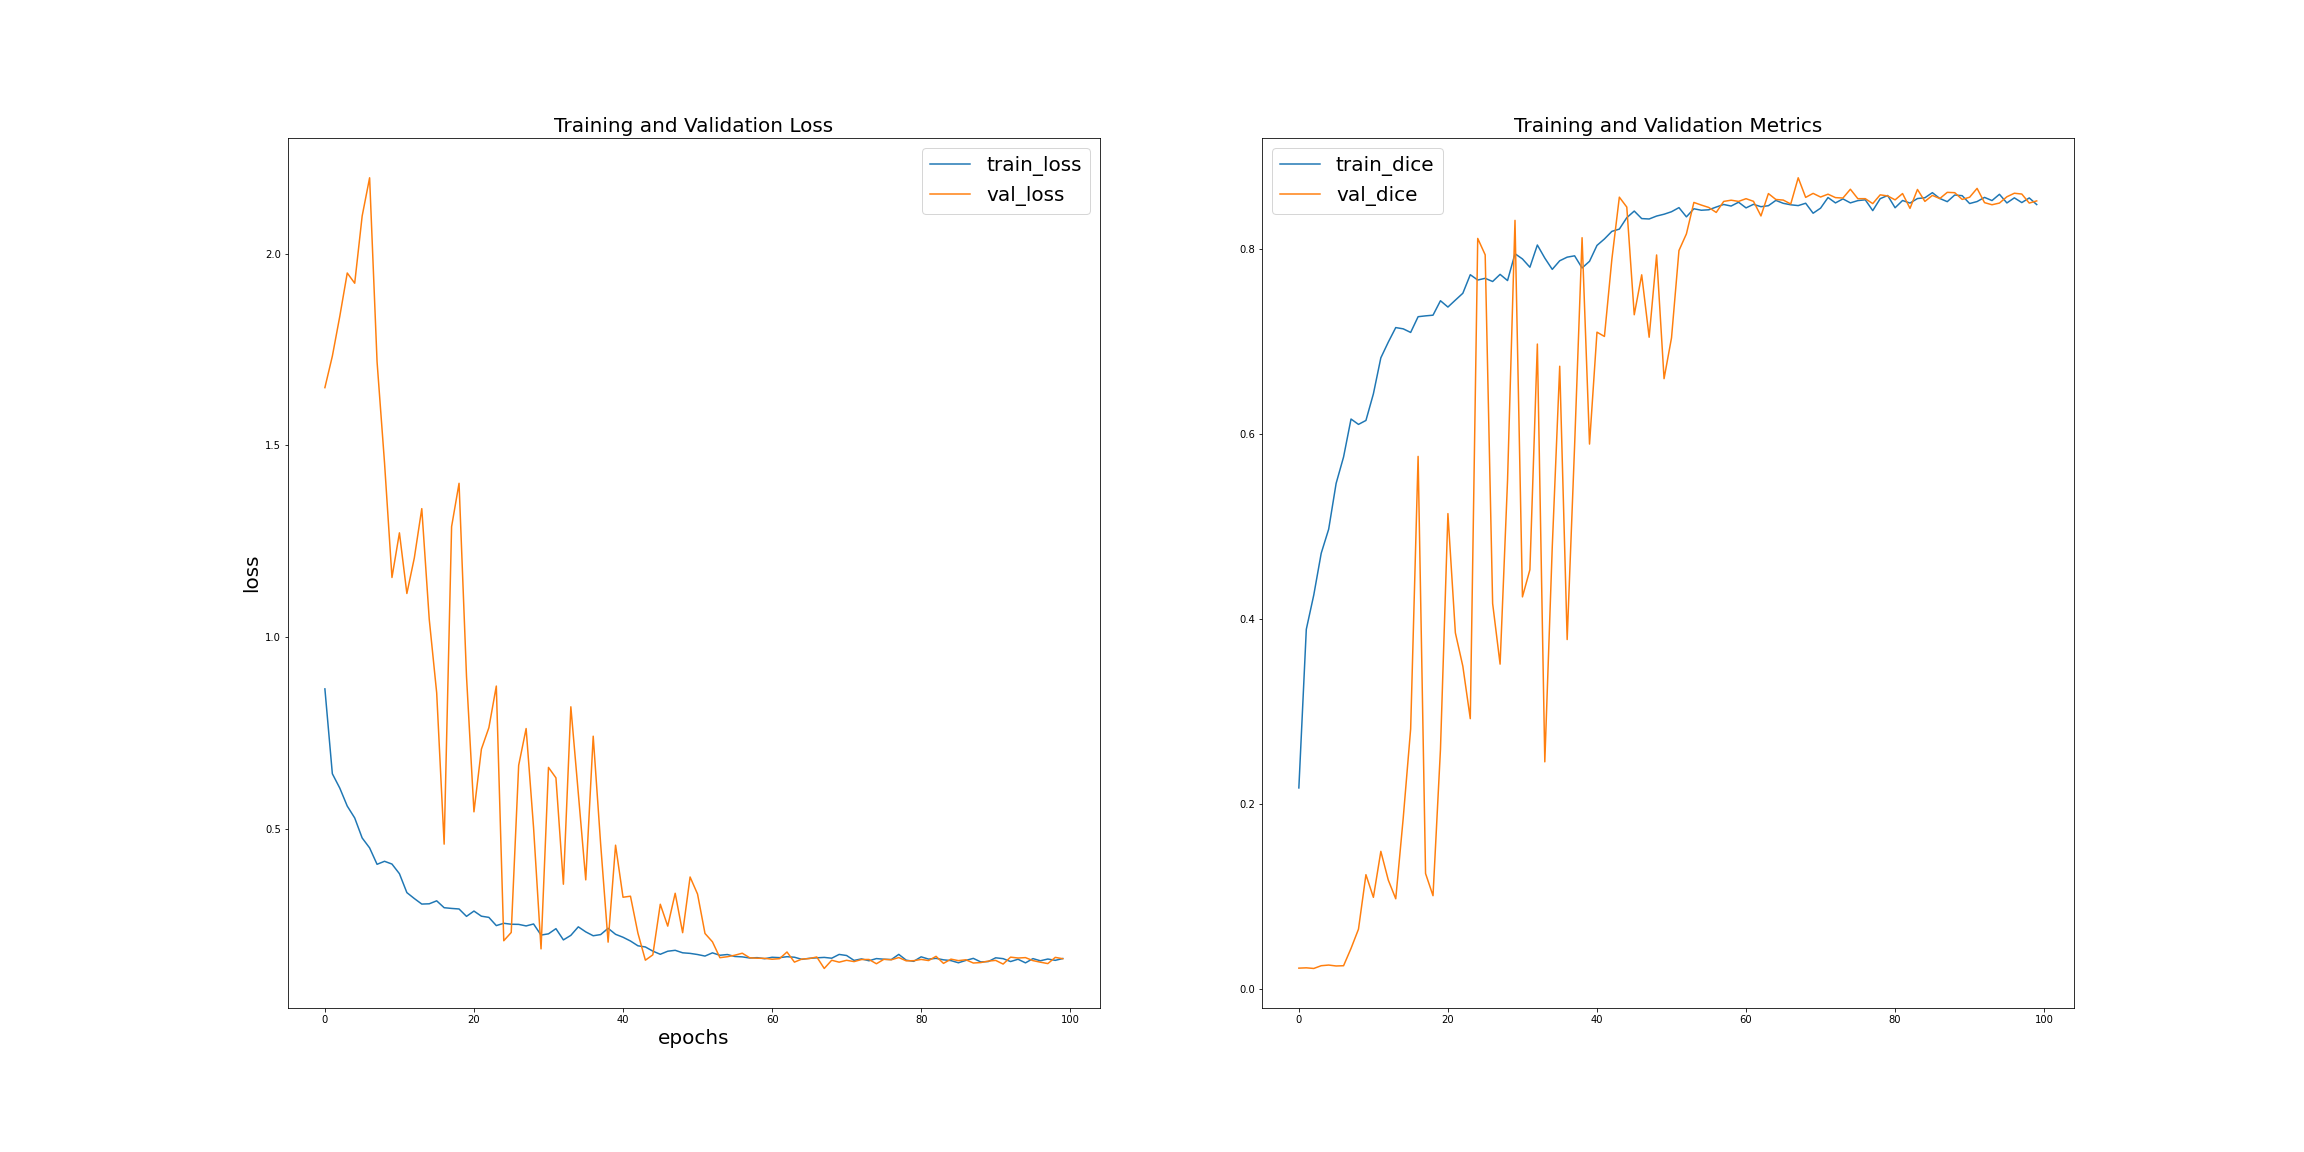 Training and Validation Loss
train_loss
val_loss
2.0
1.5
1.0
0.5
loss
0 20 40 60 80 100
epochs
Training and Validation Metrics
train_dice
val_dice
0.8
0.6
0.4
0.2
0.0
0 20 40 60 80 100